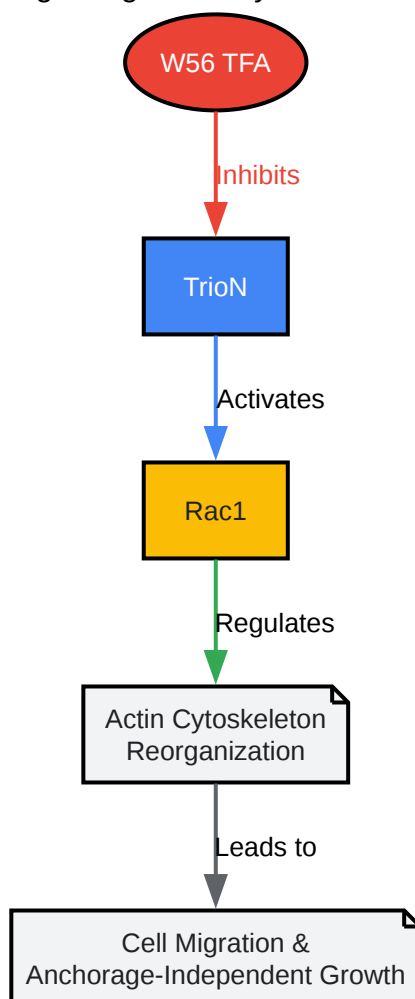 W56 TFA
Inhibits
TrioN
Activates
Rac1
Regulates
Actin Cytoskeleton
Reorganization
Leads to
Cell Migration &
Anchorage-Independent Growth